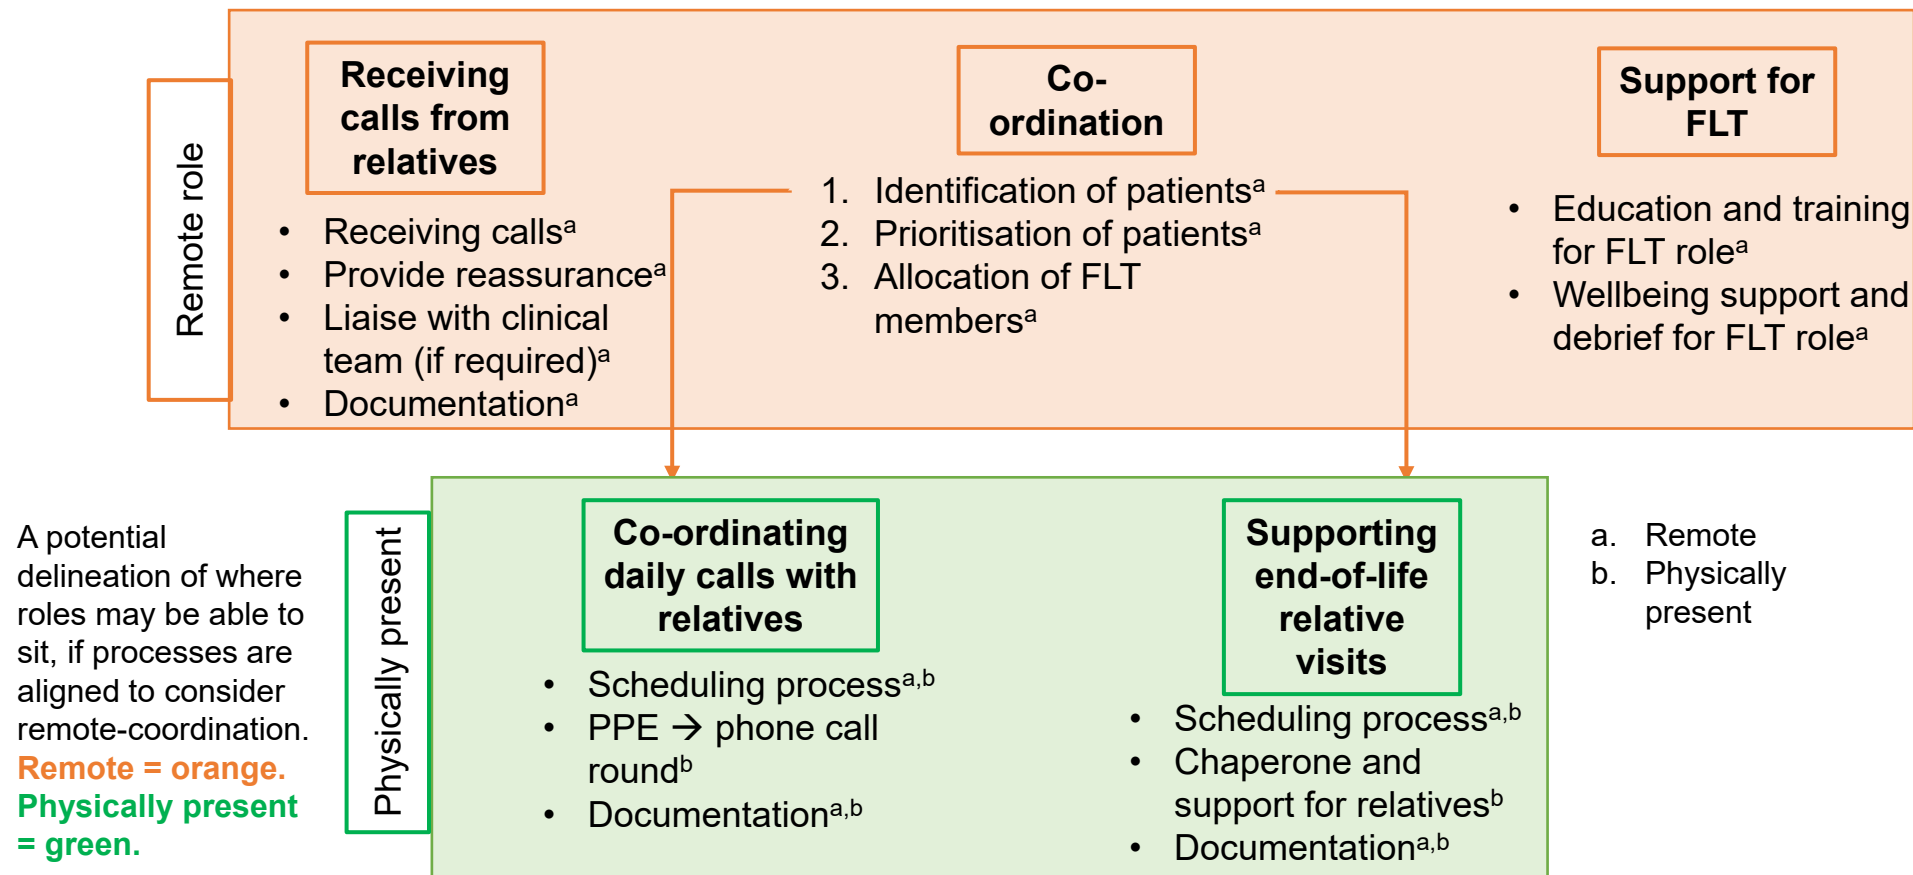 Remote role
Receiving
calls from
relatives
• Receiving callsᵃ
• Provide reassuranceᵃ
• Liaise with clinical
team (if required)ᵃ
• Documentationᵃ
Co-
ordination
1. Identification of patientsᵃ
2. Prioritisation of patientsᵃ
3. Allocation of FLT
membersᵃ
Support for
FLT
• Education and training
for FLT roleᵃ
• Wellbeing support and
debrief for FLT roleᵃ
A potential
delineation of where
roles may be able to
sit, if processes are
aligned to consider
remote-coordination.
Remote = orange.
Physically present
= green.
Physically present
Co-ordinating
daily calls with
relatives
• Scheduling processᵃ,ᵇ
• PPE → phone call
roundᵇ
• Documentationᵃ,ᵇ
Supporting
end-of-life
relative
visits
• Scheduling processᵃ,ᵇ
• Chaperone and
support for relativesᵇ
• Documentationᵃ,ᵇ
a. Remote
b. Physically
present